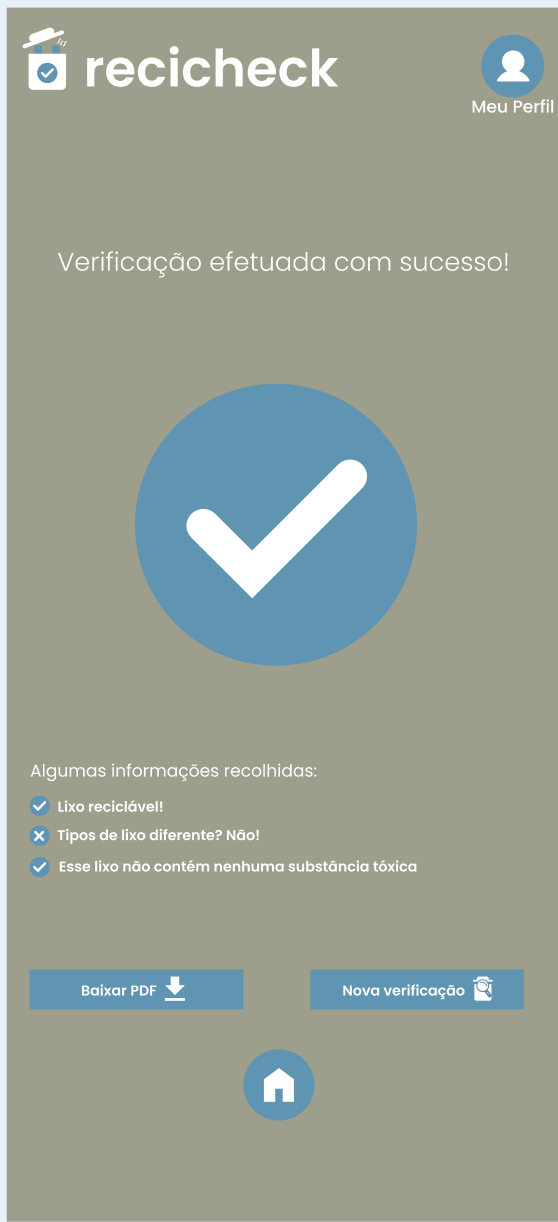 recicheck
Meu Perfil
Verificação efetuada com sucesso!
Algumas informações recolhidas:
Lixo reciclável!
Tipos de lixo diferente? Não!
Esse lixo não contém nenhuma substância tóxica
Baixar PDF
Nova verificação